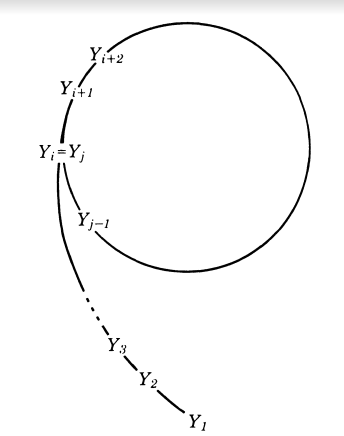 Y_{i+2}
Y_{i+1}
Y_i=Y_j
Y_{j−1}
Y_3
Y_2
Y_1